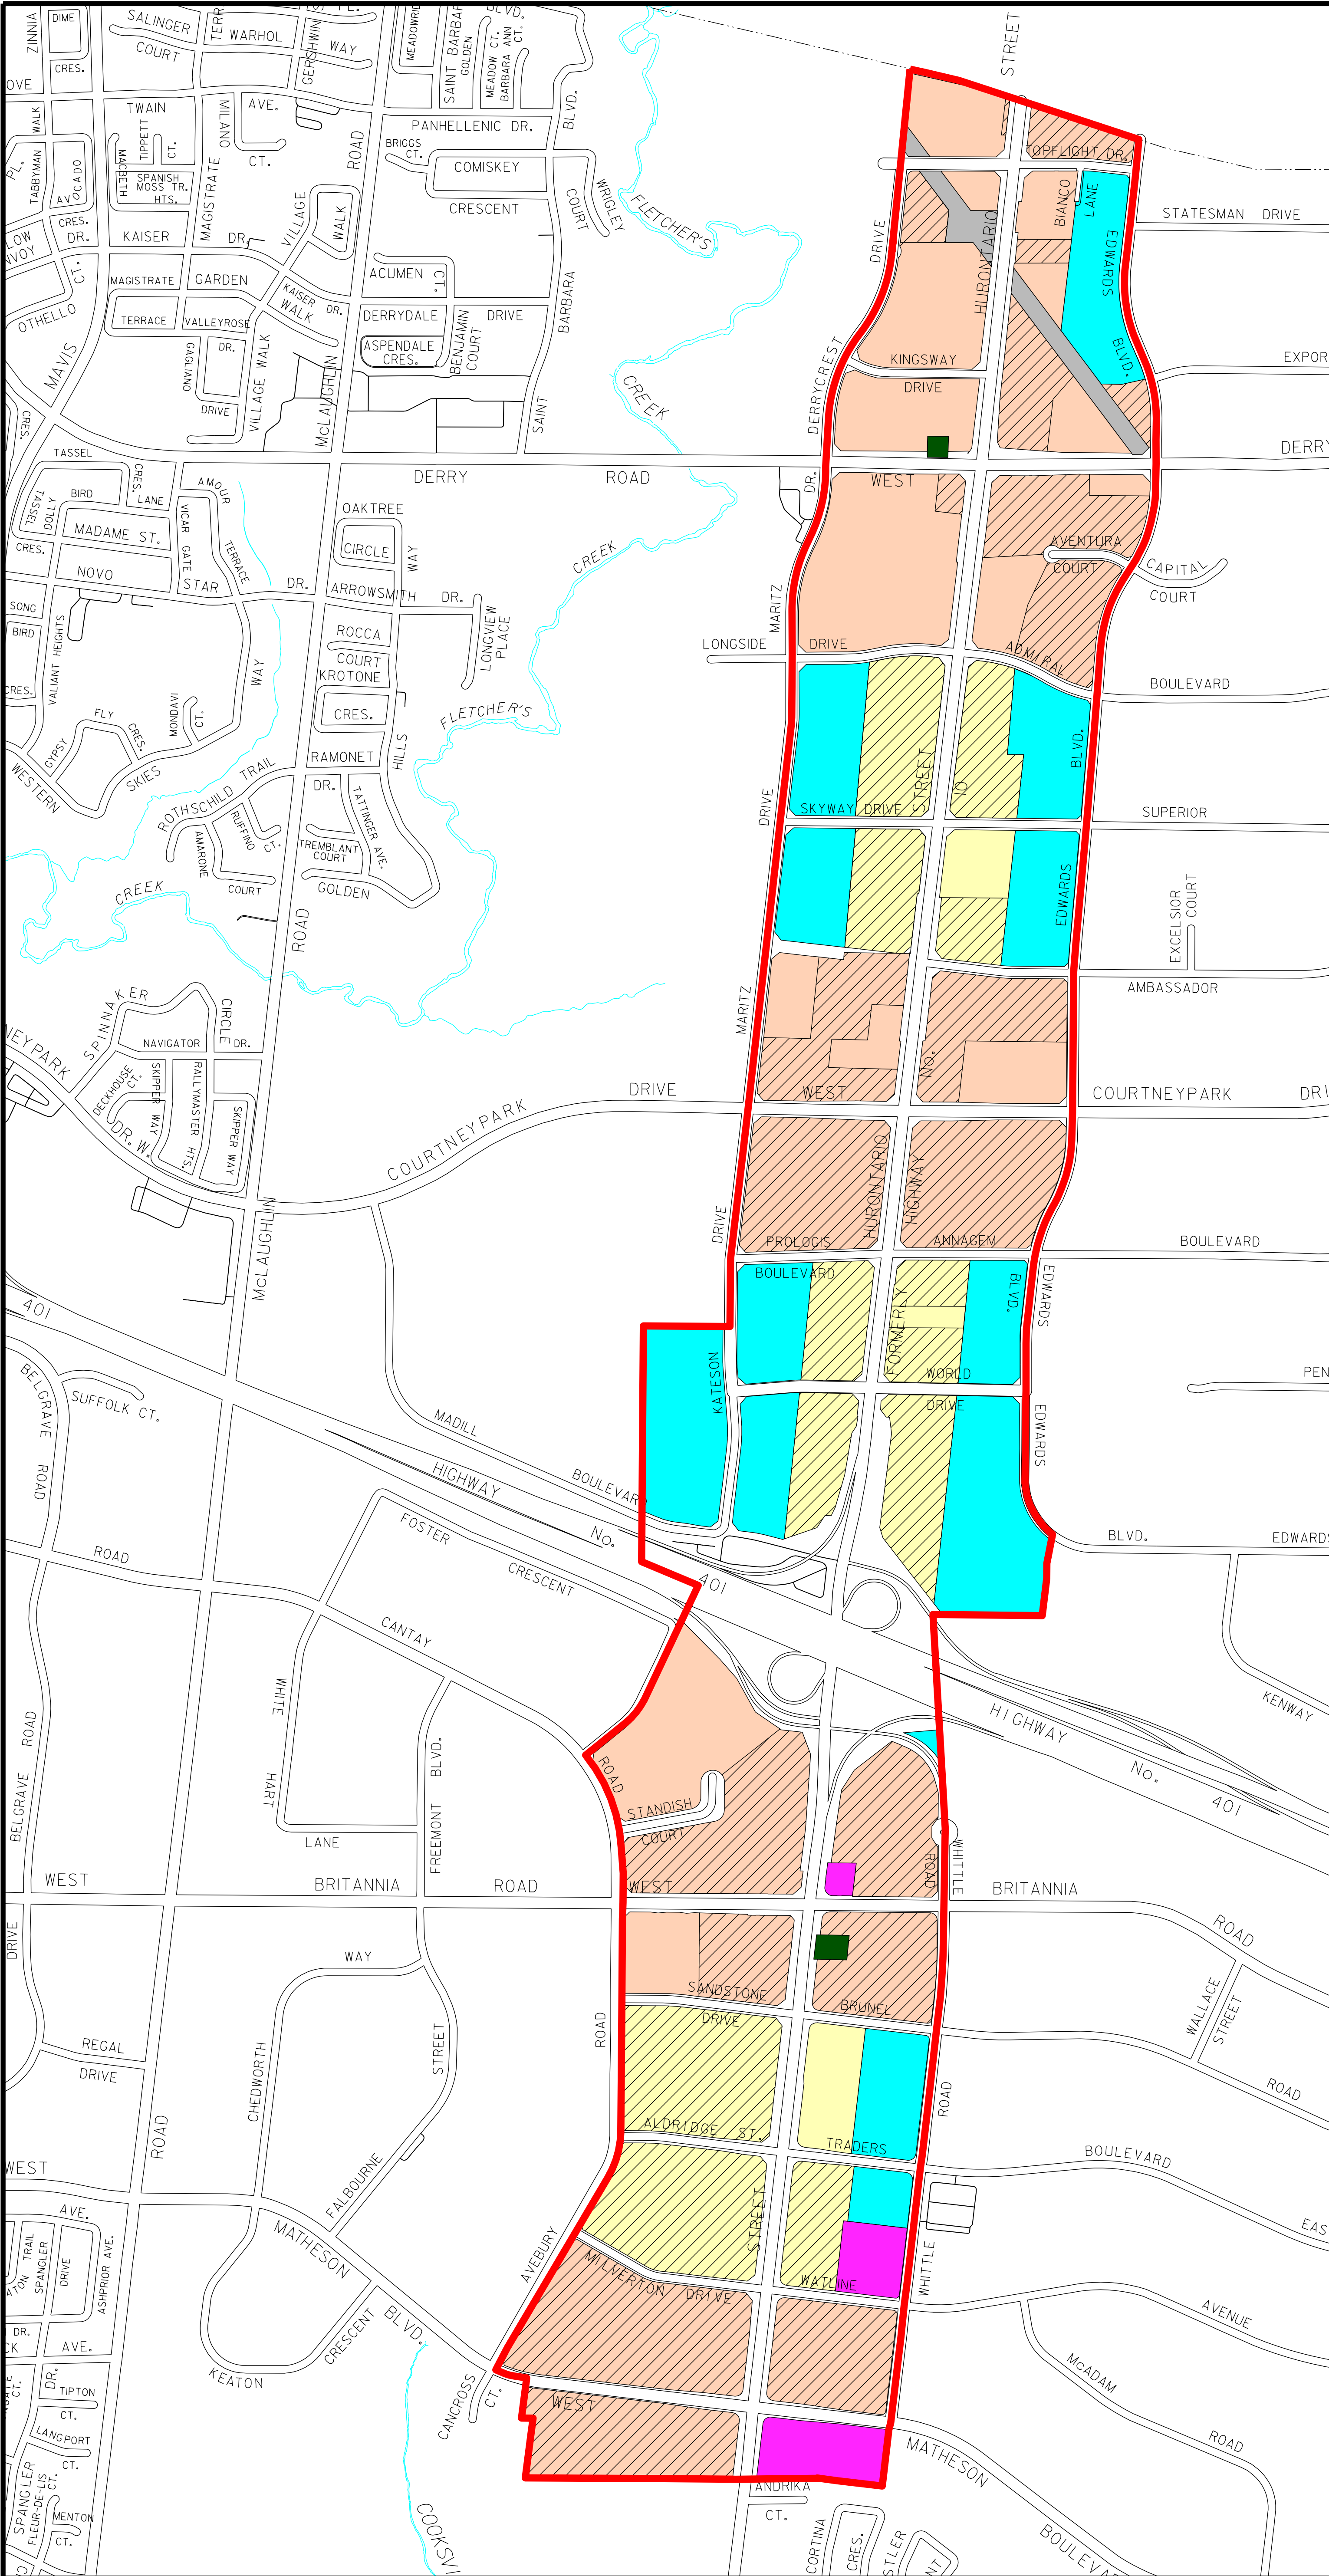 ZINNIA
DIME
CRES.
SALINGER
COURT
TERR
WARHOL
GERSHWIN
WAY
MEADOWRID
SAINT BARBAR
GOLDEN
BLVD.
MEADOW CT.
BARBARA ANN
CT.
STREET
OVE
TWAIN
AVE.
MILANO
CT.
WALK
TABBYMAN
PL.
AVOCADO
CRES.
MACBETH
TIPPETT
CT.
SPANISH
MOSS TR.
HTS.
MAGISTRATE
ROAD
PANHELLENIC DR.
BLVD.
BRIGGS
CT.
COMISKEY
CRESCENT
COURT
WRIGLEY
FLETCHER'S
TOPFLIGHT DR.
BIANCO
LANE
STATESMAN DRIVE
LOW
NVOY
DR.
KAISER
DR.
VILLAGE
WALK
CT.
OTHELLO
MAGISTRATE
GARDEN
TERRACE
VALLEYROSE
DR.
KAISER
WALK
DR.
GAGLIANO
DRIVE
VILLAGE WALK
ACUMEN
CT.
DERRYDALE
DRIVE
ASPENDALE
CRES.
BENJAMIN
COURT
BARBARA
SAINT
CREEK
DRIVE
DERRYCREST
HURONTARIO
EDWARDS
BLVD.
KINGSWAY
DRIVE
EXPOR
MAVIS
CRES.
McLAUGHLIN
DERRY
ROAD
WEST
DERRY
DR.
TASSEL
CRES.
BIRD
LANE
TASSEL
DOLLY
CRES.
MADAME ST.
NOVO
STAR
DR.
AMOUR
TERRACE
VICAR GATE
OAKTREE
CIRCLE
WAY
ARROWSMITH
DR.
CREEK
AVENTURA
COURT
CAPITAL
COURT
SONG
BIRD
CRES.
VALIANT HEIGHTS
WAY
ROCCA
COURT
KROTONE
CRES.
LONGVIEW
PLACE
MARITZ
LONGSIDE
DRIVE
ADMIRAL
BOULEVARD
FLY
CRES.
GYPSY
MONDAVI
CT.
SKIES
WESTERN
FLETCHER'S
RAMONET
DR.
HILLS
ROTHSCHILD TRAIL
RUFFINO
CT.
AMARONE
COURT
TATTINGER AVE.
TREMBLANT
COURT
GOLDEN
DRIVE
SKYWAY DRIVE
STREET
10
BLVD.
SUPERIOR
CREEK
ROAD
EDWARDS
EXCELSIOR
COURT
AMBASSADOR
SPINNAKER
CIRCLE
NAVIGATOR
DR.
NEYPARK
DECKHOUSE
CT.
SKIPPER WAY
RALLYMASTER HTS.
SKIPPER WAY
DR. W.
MARITZ
DRIVE
WEST
No.
COURTNEYPARK
DRI
COURTNEYPARK
McLAUGHLIN
DRIVE
PROLOGIS
BOULEVARD
HURONTARIO
HIGHWAY
ANNAGEM
BOULEVARD
401
BELGRAVE
ROAD
SUFFOLK CT.
KATESON
FORMERLY
BLVD.
EDWARDS
WORLD
DRIVE
PEN
EDWARDS
MADILL
BOULEVARD
HIGHWAY
No.
401
BLVD.
EDWARDS
ROAD
FOSTER
CRESCENT
CANTAY
KENWAY
WHITE
HART
LANE
BELGRAVE ROAD
FREEMONT BLVD.
ROAD
STANDISH
COURT
HIGHWAY
No.
401
WHITTLE
ROAD
WEST
BRITANNIA
ROAD
WEST
BRITANNIA
ROAD
DRIVE
WAY
CHEDWORTH
STREET
REGAL
DRIVE
ROAD
SANDSTONE
DRIVE
BRUNEL
WALLACE
STREET
ROAD
ROAD
ROAD
ALDRIDGE ST.
TRADERS
BOULEVARD
WEST
AVE.
FALBOURNE
MATHESON
BLVD.
EAS
TRAIL
SPANGLER
DRIVE
ASHPRIOR AVE.
AVEBURY
MILVERTON DRIVE
STREET
WATLINE
WHITTLE
AVENUE
DR.
CK
AVE.
KEATON
CRESCENT
McADAM
ROAD
CT.
DR.
TIPTON
CT.
LANGPORT
CT.
CANCROSS
CT.
WEST
MATHESON
BOULEVA
SPANGLER
FLEUR-DE-LIS
CT.
MENTON
CT.
COOKSVI
ANDRIKA
CT.
CORTINA
CRES.
STLER
NT